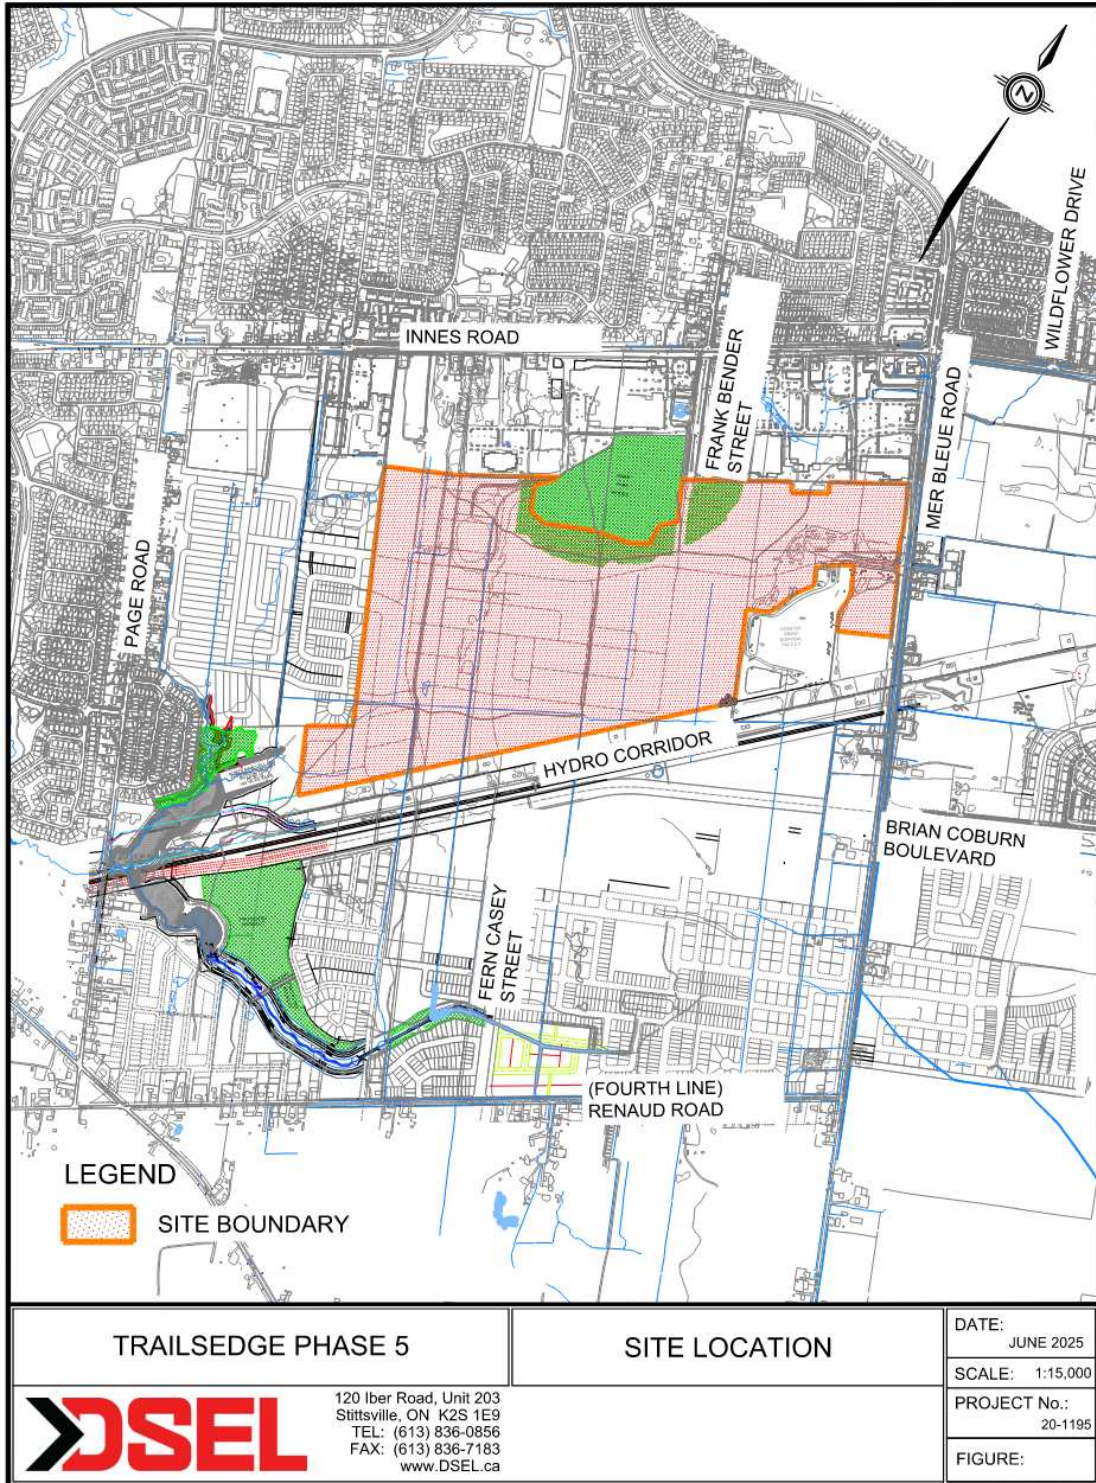 INNES ROAD
FRANK BENDER
STREET
WILDFLOWER DRIVE
MER BLEUE ROAD
PAGE ROAD
HYDRO CORRIDOR
BRIAN COBURN
BOULEVARD
FERN CASEY
STREET
(FOURTH LINE)
RENAUD ROAD
N
LEGEND
SITE BOUNDARY
TRAILSEDGE PHASE 5
SITE LOCATION
DATE:
JUNE 2025
SCALE: 1:15,000
PROJECT No.:
20-1195
FIGURE:
DSEL
120 Iber Road, Unit 203
Stittsville, ON K2S 1E9
TEL: (613) 836-0856
FAX: (613) 836-7183
www.DSEL.ca